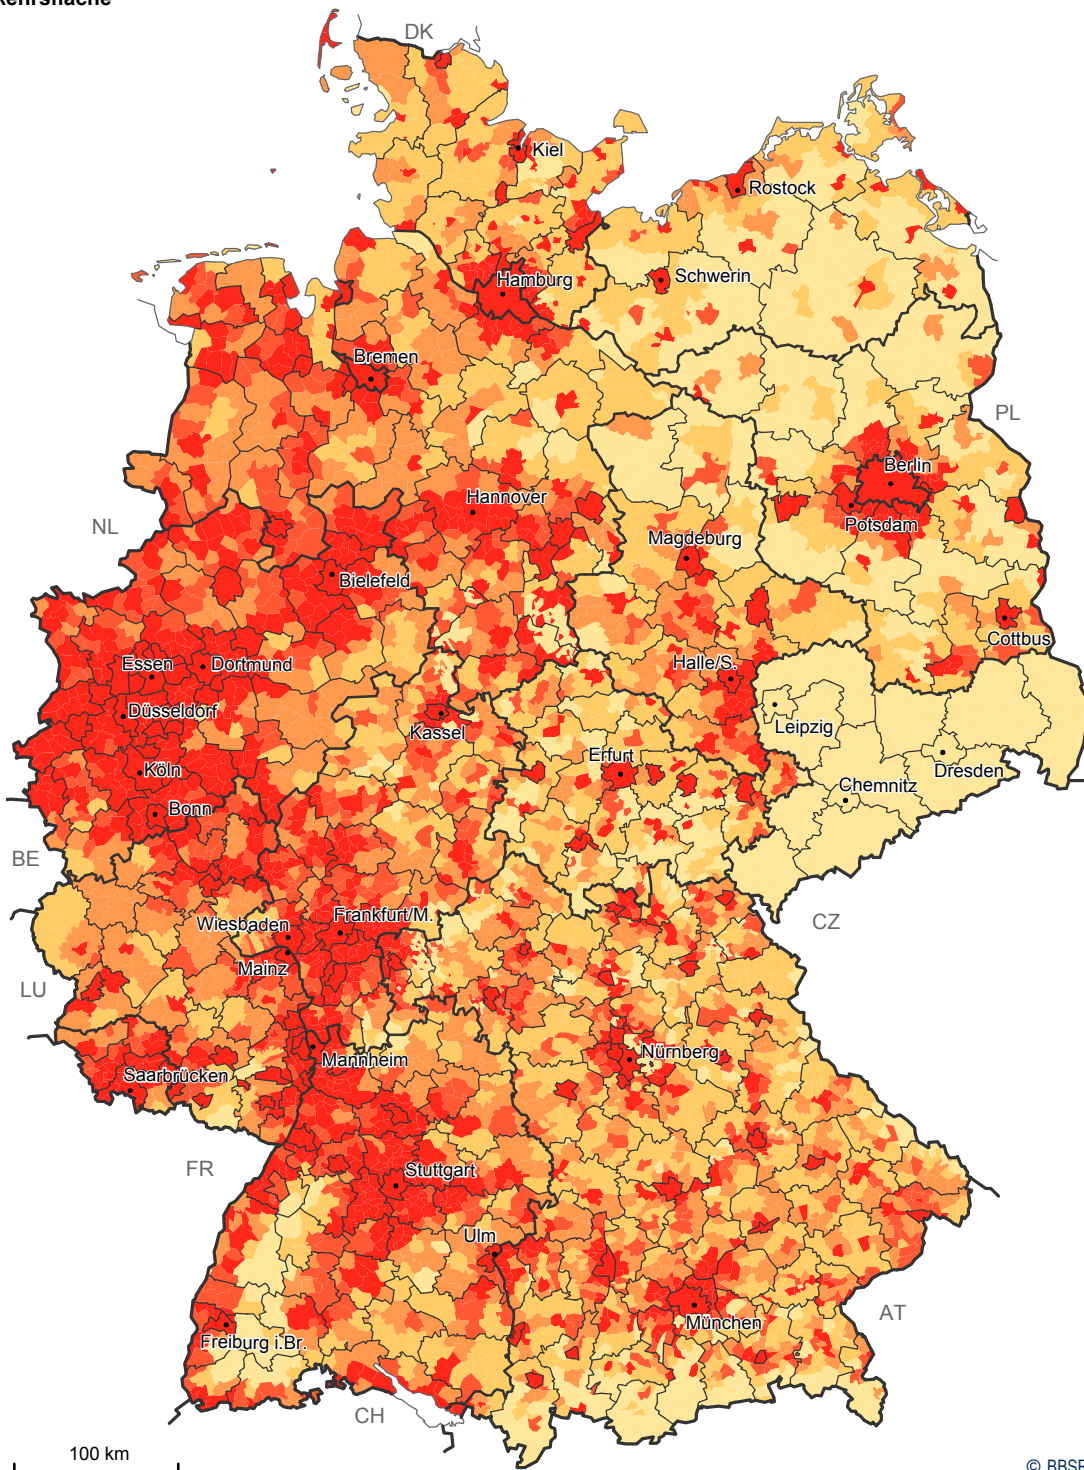 DK
Kiel
Rostock
Schwerin
Hamburg
Bremen
PL
Berlin
Hannover
Potsdam
NL
Magdeburg
Bielefeld
Cottbus
Essen
Dortmund
Halle/S.
Düsseldorf
Leipzig
Kassel
Erfurt
Dresden
Köln
Chemnitz
Bonn
BE
Wiesbaden
Frankfurt/M.
CZ
Mainz
LU
Nürnberg
Mannheim
Saarbrücken
FR
Stuttgart
Ulm
AT
München
Freiburg i.Br.
CH
100 km